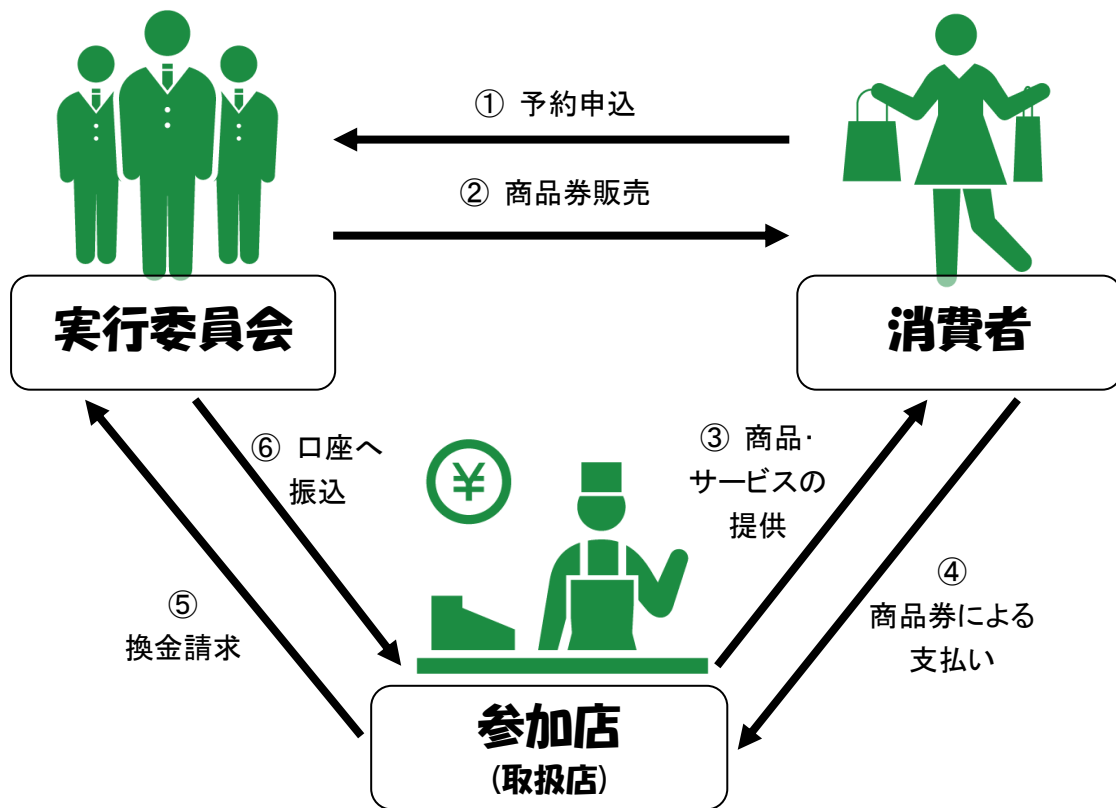 ① 予約申込
② 商品券販売
実行委員会
消費者
⑥ 口座へ
振込
¥
③ 商品・
サービスの
提供
⑤
換金請求
④
商品券による
支払い
参加店
(取扱店)